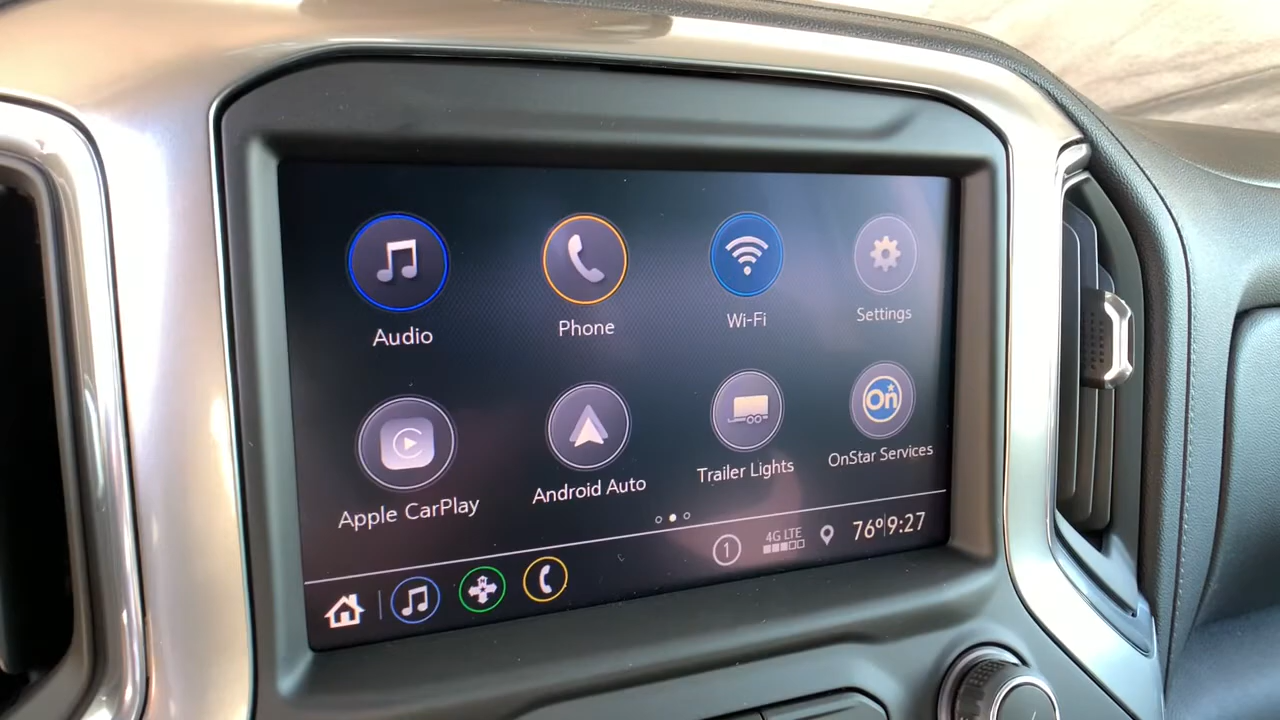 Audio
Phone
Wi-Fi
Settings
On
Apple CarPlay
Android Auto
Trailer Lights
OnStar Services
1
4G LTE
76° 9:27